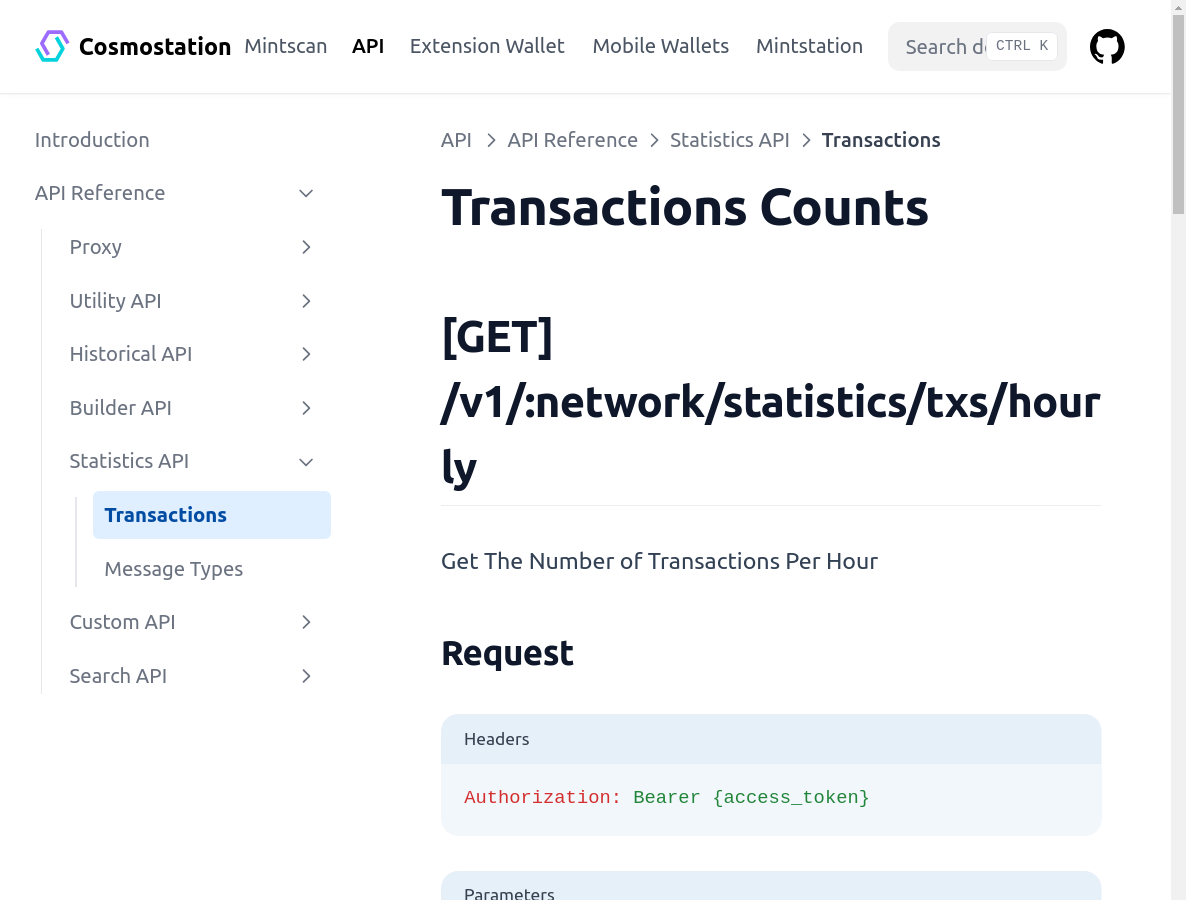 Cosmostation Mintscan API Extension Wallet Mobile Wallets Mintstation Search d CTRL K
Introduction
API Reference
Proxy
Utility API
Historical API
Builder API
Statistics API
Transactions
Message Types
Custom API
Search API
API > API Reference > Statistics API > Transactions
Transactions Counts
[GET]
/v1/:network/statistics/txs/hour
ly
Get The Number of Transactions Per Hour
Request
Headers
Authorization: Bearer {access_token}
Parameters